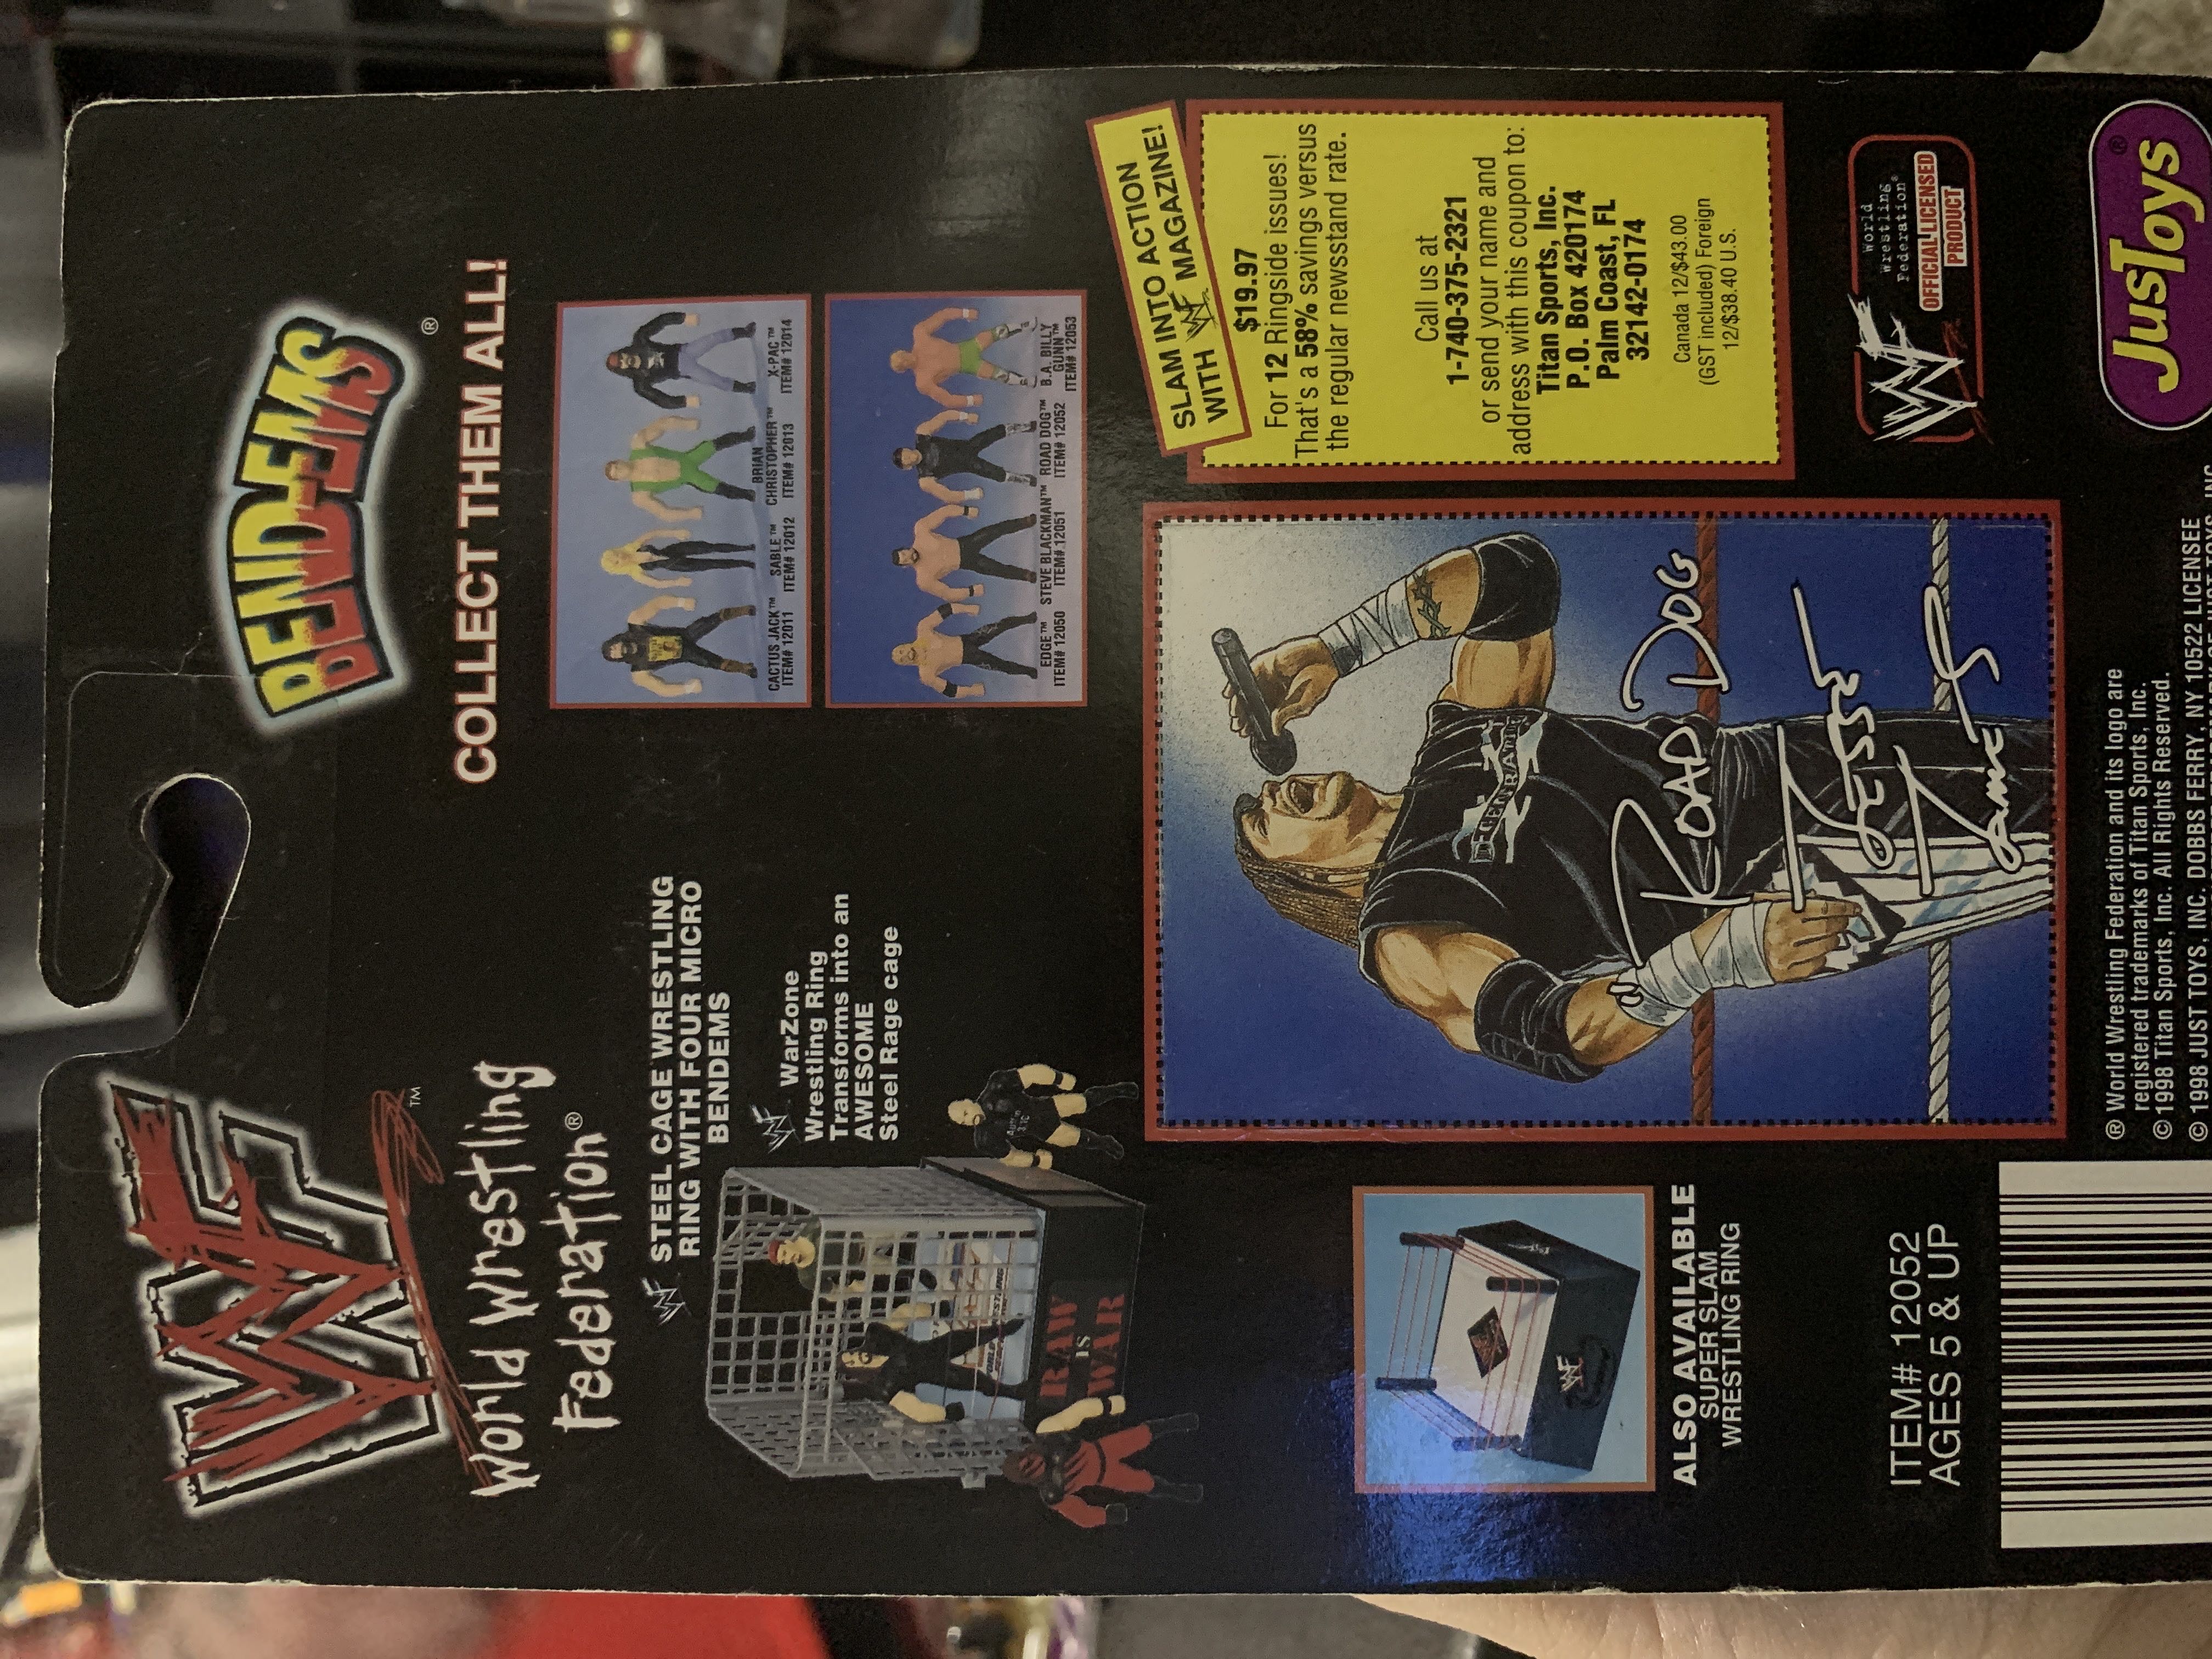 WF™
World Wrestling
Federation®
BEND-EMS®
COLLECT THEM ALL!
WF STEEL CAGE WRESTLING
RING WITH FOUR MICRO
BENDEMS
WF WarZone
Wrestling Ring
Transforms into an
AWESOME
Steel Rage cage
RAW
IS
WAR
CACTUS JACK™
ITEM# 12011
SABLE™
ITEM# 12012
BRIAN
CHRISTOPHER™
ITEM# 12013
X-PAC™
ITEM# 12014
EDGE™
ITEM# 12050
STEVE BLACKMAN™
ITEM# 12051
ROAD DOG™
ITEM# 12052
B.A. BILLY
GUNN™
ITEM# 12053
ALSO AVAILABLE
SUPER SLAM
WRESTLING RING
"ROAD DOG
JESSE
JAMES"
SLAM INTO ACTION
WITH WF MAGAZINE!
$19.97
For 12 Ringside issues!
That's a 58% savings versus
the regular newsstand rate.
Call us at
1-740-375-2321
or send your name and
address with this coupon to:
Titan Sports, Inc.
P.O. Box 420174
Palm Coast, FL
32142-0174
Canada 12/$43.00
(GST included) Foreign
12/$38.40 U.S.
WF World
Wrestling
Federation®
OFFICIAL LICENSED
PRODUCT
ITEM# 12052
AGES 5 & UP
® World Wrestling Federation and its logo are
registered trademarks of Titan Sports, Inc.
© 1998 Titan Sports, Inc. All Rights Reserved.
© 1998 JUST TOYS, INC. DOBBS FERRY, NY 10522 LICENSEE
JusToys®